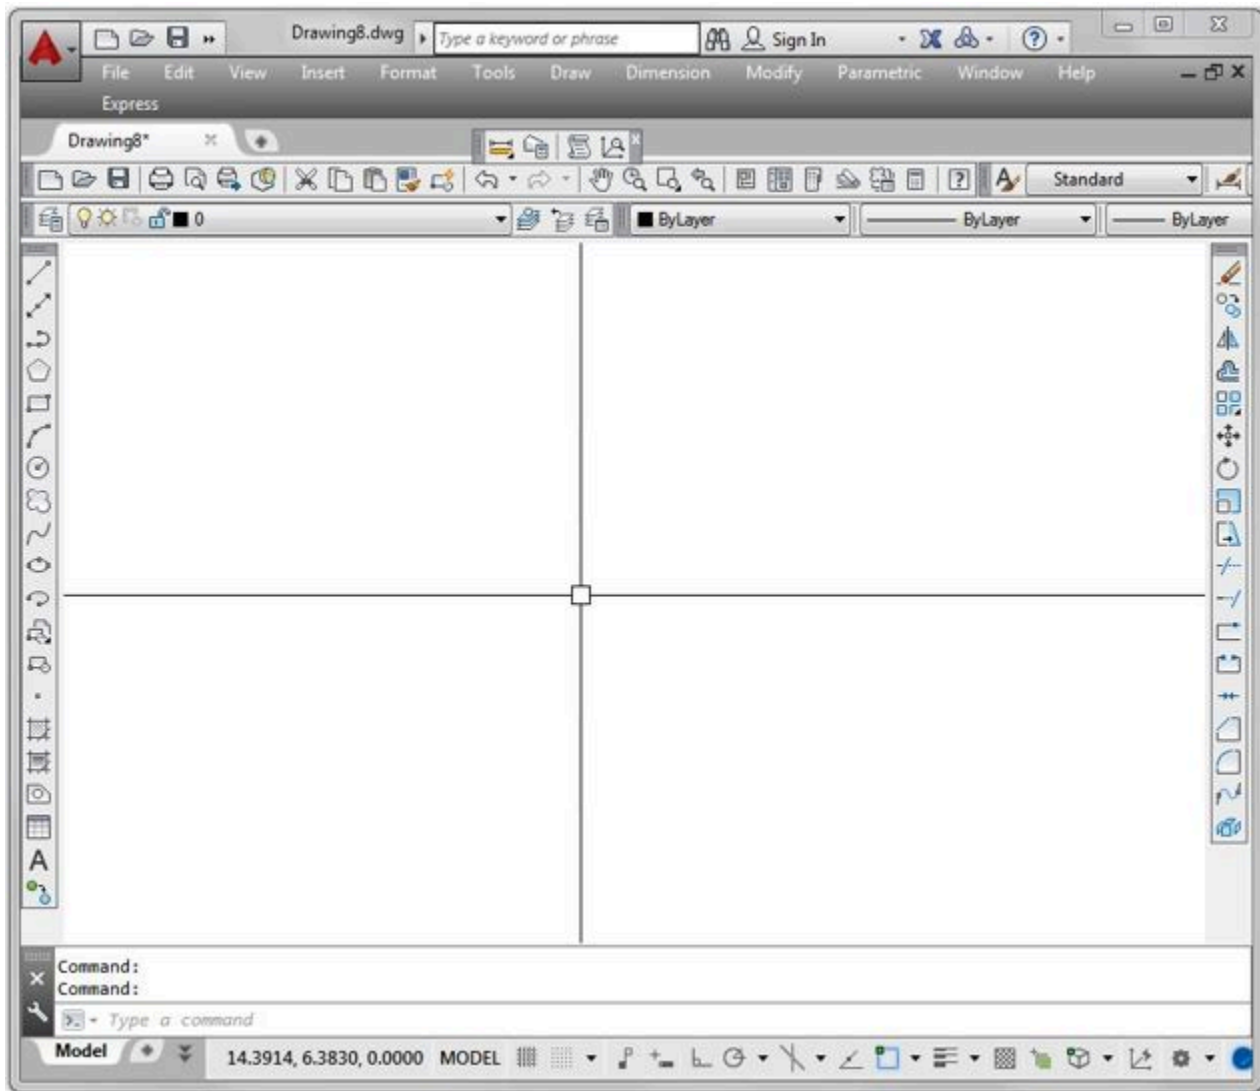 Drawing8.dwg Type a keyword or phrase Sign In
File Edit View Insert Format Tools Draw Dimension Modify Parametric Window Help
Express
Drawing8*
Standard
0 ByLayer ByLayer ByLayer
A
Command:
Command:
Type a command
Model 14.3914, 6.3830, 0.0000 MODEL